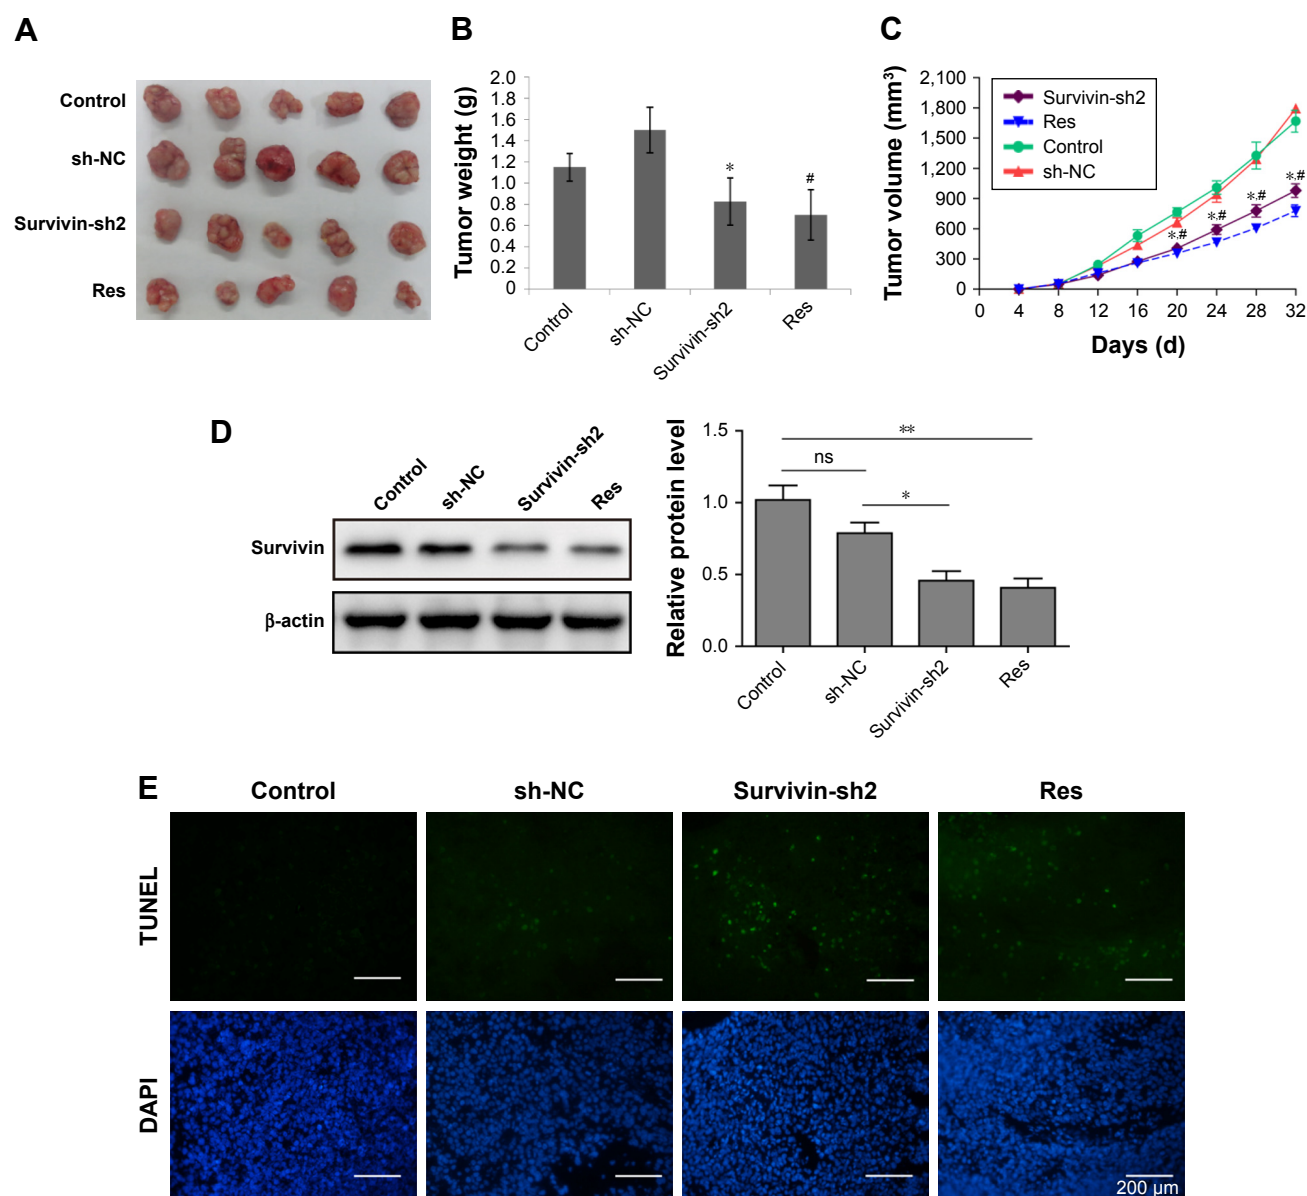 A
Control
sh-NC
Survivin-sh2
Res
B
Tumor weight (g)
2.0
1.8
1.6
1.4
1.2
1.0
0.8
0.6
0.4
0.2
0
*
#
Control
sh-NC
Survivin-sh2
Res
C
Tumor volume (mm³)
2,100
1,800
1,500
1,200
900
600
300
0
Survivin-sh2
Res
Control
sh-NC
*,#
*,#
*,#
*,#
0 4 8 12 16 20 24 28 32
Days (d)
D
Control
sh-NC
Survivin-sh2
Res
Survivin
β-actin
Relative protein level
1.5
1.0
0.5
0.0
**
ns
*
Control
sh-NC
Survivin-sh2
Res
E
Control sh-NC Survivin-sh2 Res
TUNEL
DAPI
200 µm